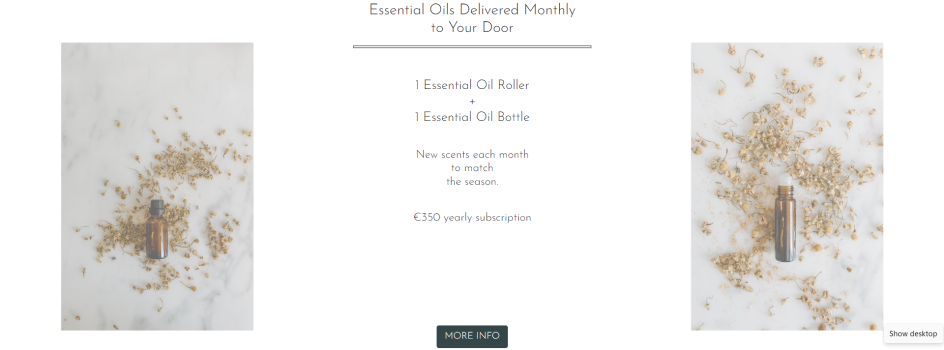 Essential Oils Delivered Monthly
to Your Door
1 Essential Oil Roller
+
1 Essential Oil Bottle
New scents each month
to match
the season.
€350 yearly subscription
MORE INFO
Show desktop